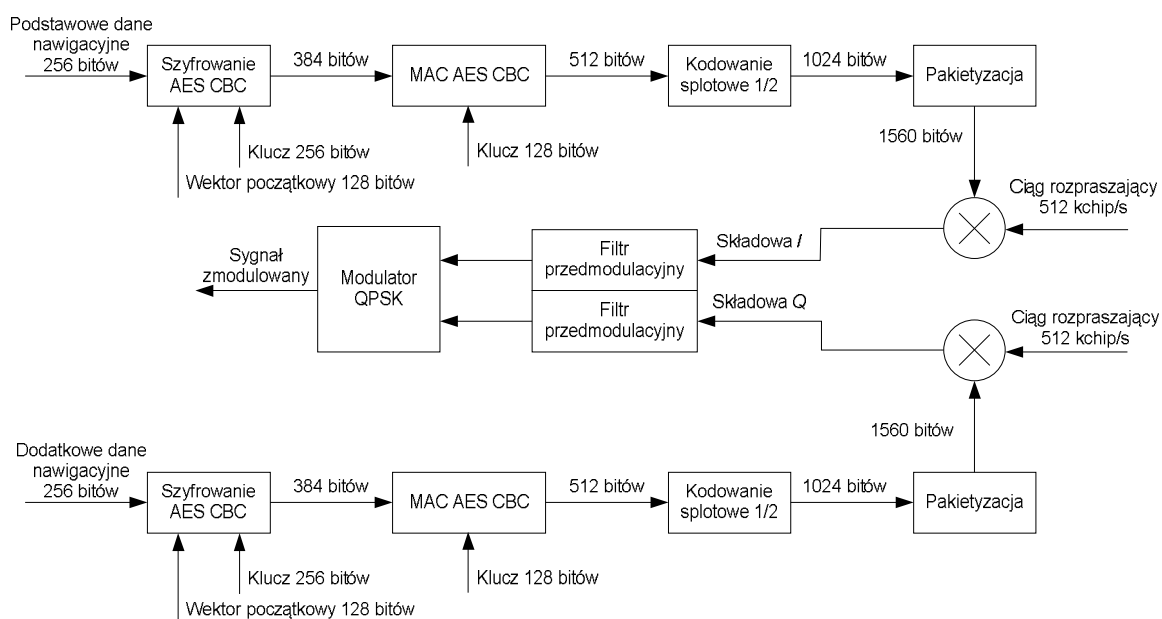 Podstawowe dane
nawigacyjne
256 bitów
Szyfrowanie
AES CBC
384 bitów
MAC AES CBC
512 bitów
Kodowanie
splotowe 1/2
1024 bitów
Pakietyzacja
Klucz 256 bitów
Wektor początkowy 128 bitów
Klucz 128 bitów
1560 bitów
Ciąg rozpraszający
512 kchip/s
Składowa I
Filtr
przedmodulacyjny
Sygnał
zmodulowany
Modulator
QPSK
Filtr
przedmodulacyjny
Składowa Q
Ciąg rozpraszający
512 kchip/s
1560 bitów
Dodatkowe dane
nawigacyjne
256 bitów
Szyfrowanie
AES CBC
384 bitów
MAC AES CBC
512 bitów
Kodowanie
splotowe 1/2
1024 bitów
Pakietyzacja
Klucz 256 bitów
Wektor początkowy 128 bitów
Klucz 128 bitów